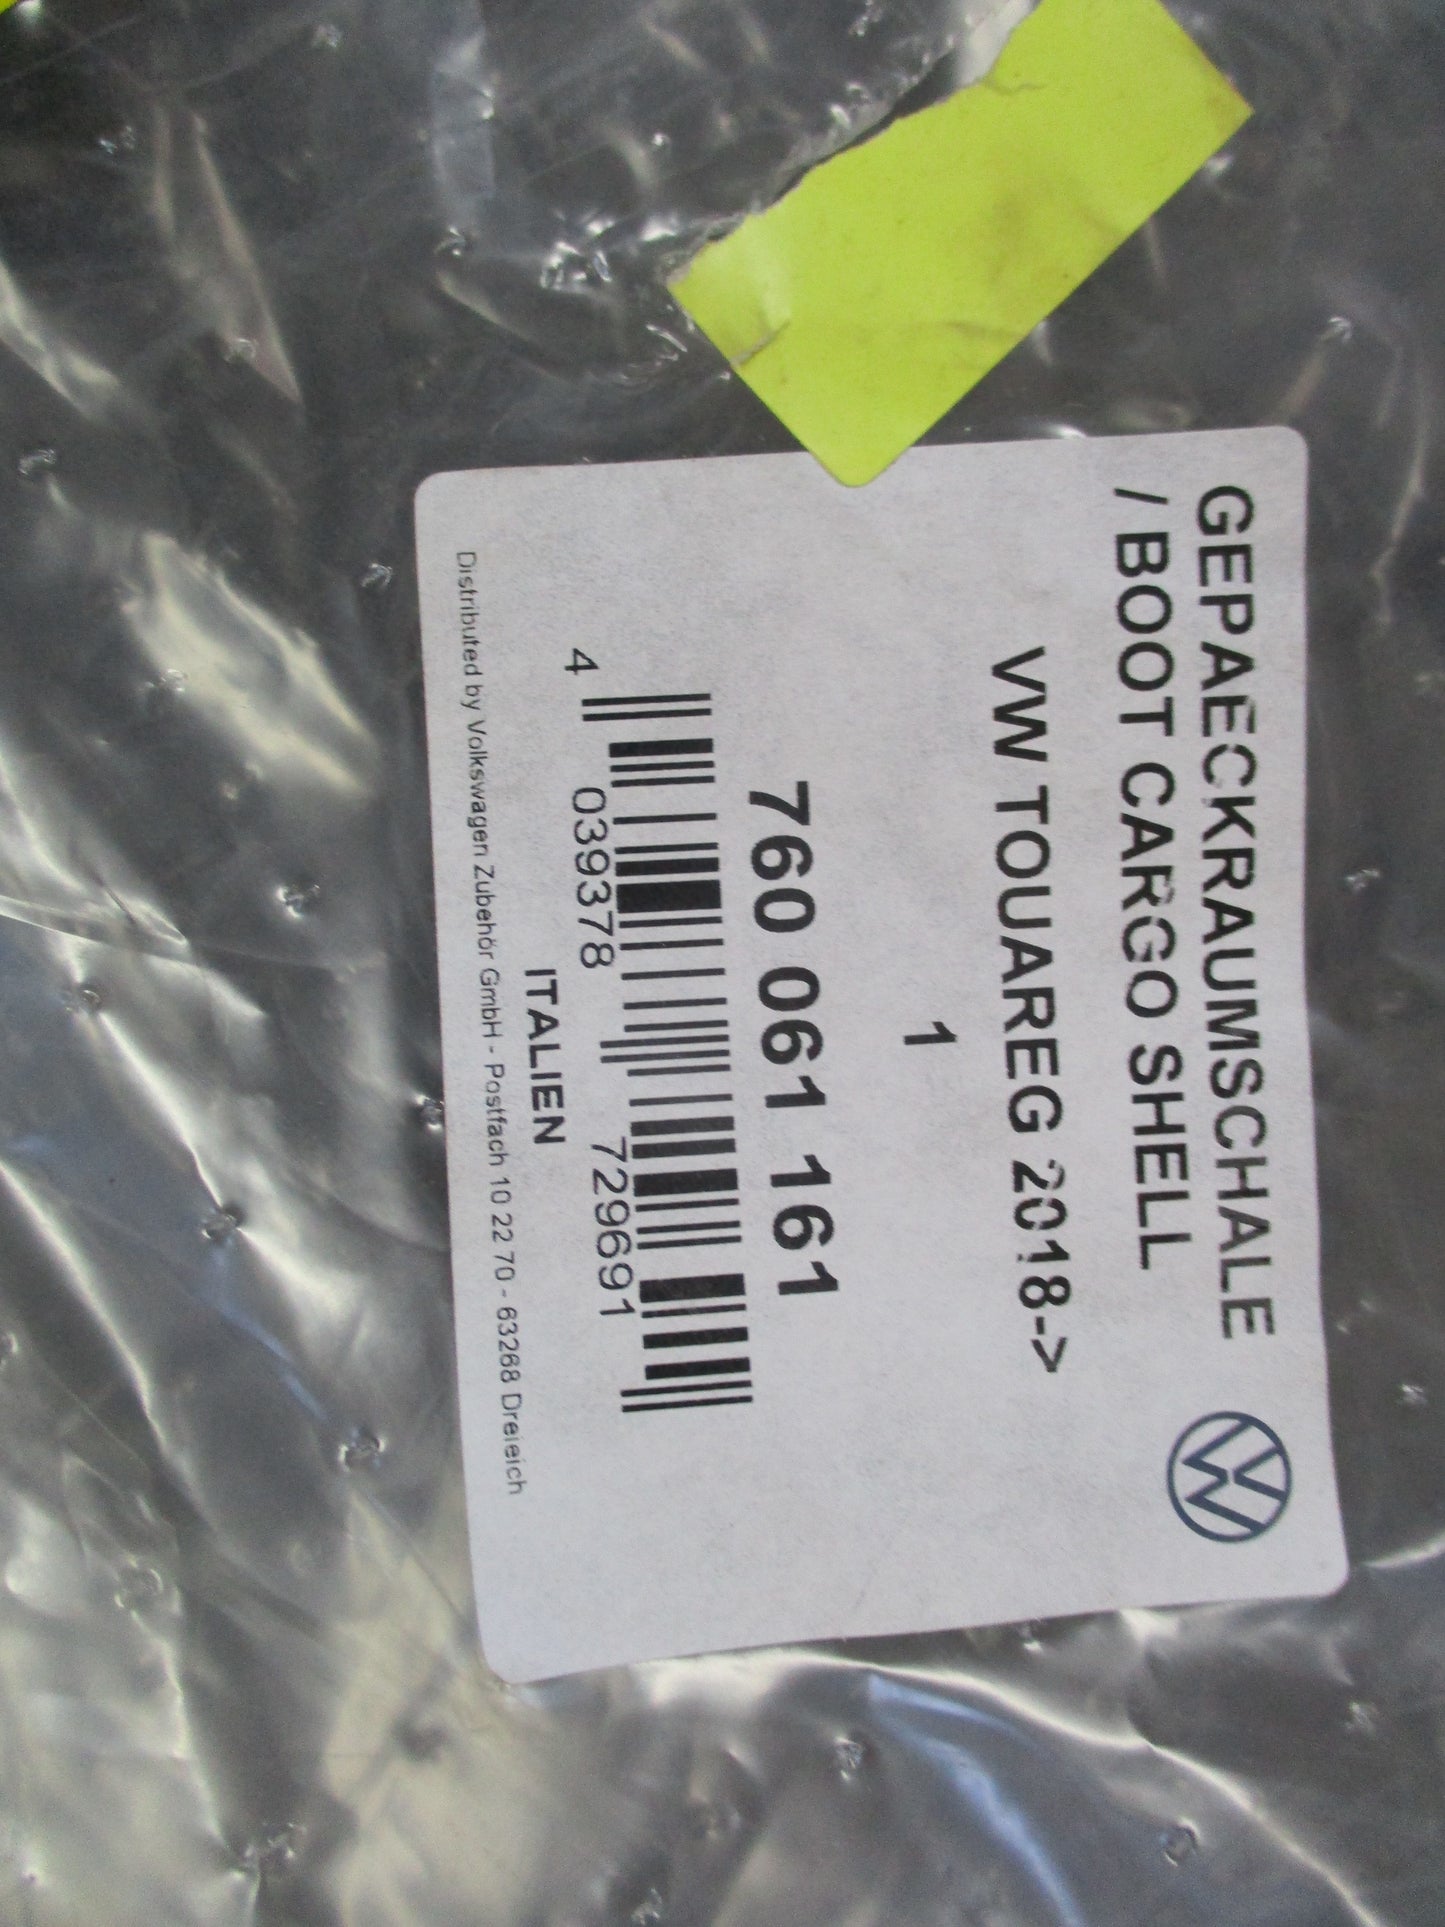 GEPAECKRAUMSCHALE
/ BOOT CARGO SHELL
VW TOUAREG 2018->
1
760 061 161
4 039378 729691
ITALIEN
Distributed by Volkswagen Zubehör GmbH - Postfach 10 22 70 - 63268 Dreieich